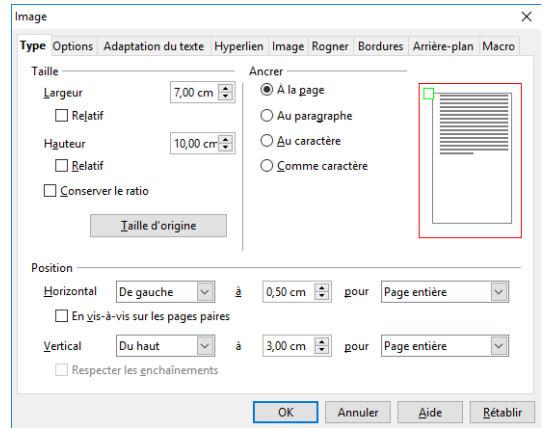 Image
Type Options Adaptation du texte Hyperlien Image Rogner Bordures Arrière-plan Macro
Taille
Largeur 7,00 cm
Relatif
Hauteur 10,00 cm
Relatif
Conserver le ratio
Taille d'origine
Ancrer
À la page
Au paragraphe
Au caractère
Comme caractère
Position
Horizontal De gauche à 0,50 cm pour Page entière
En vis-à-vis sur les pages paires
Vertical Du haut à 3,00 cm pour Page entière
Respecter les enchaînements
OK Annuler Aide Rétablir